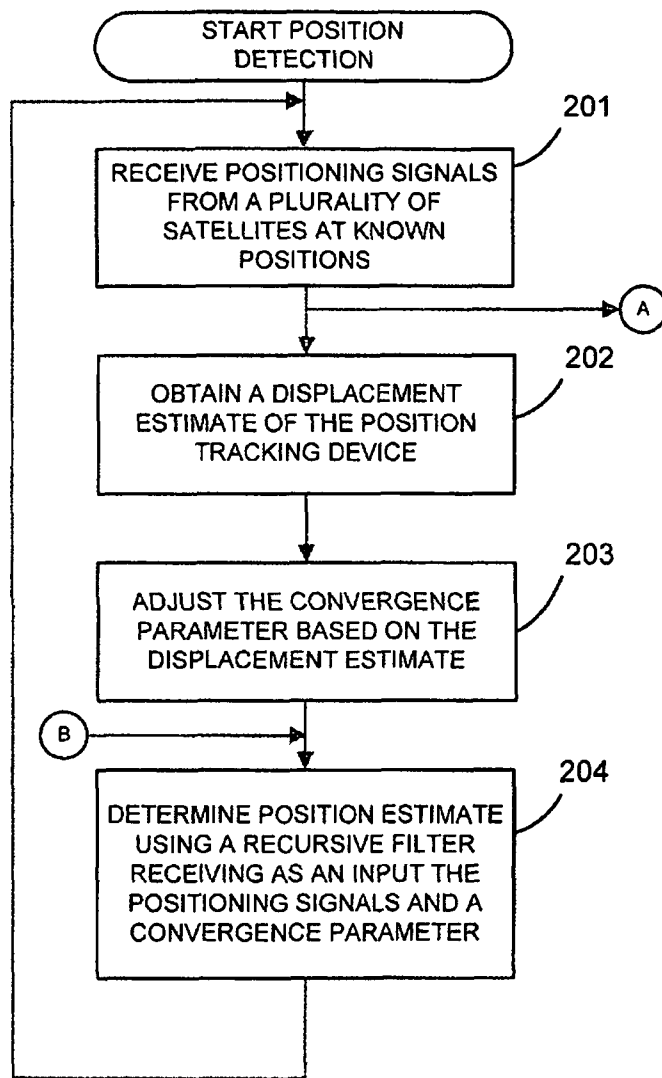 START POSITION
DETECTION
201
RECEIVE POSITIONING SIGNALS
FROM A PLURALITY OF
SATELLITES AT KNOWN
POSITIONS
A
202
OBTAIN A DISPLACEMENT
ESTIMATE OF THE POSITION
TRACKING DEVICE
203
ADJUST THE CONVERGENCE
PARAMETER BASED ON THE
DISPLACEMENT ESTIMATE
B
204
DETERMINE POSITION ESTIMATE
USING A RECURSIVE FILTER
RECEIVING AS AN INPUT THE
POSITIONING SIGNALS AND A
CONVERGENCE PARAMETER